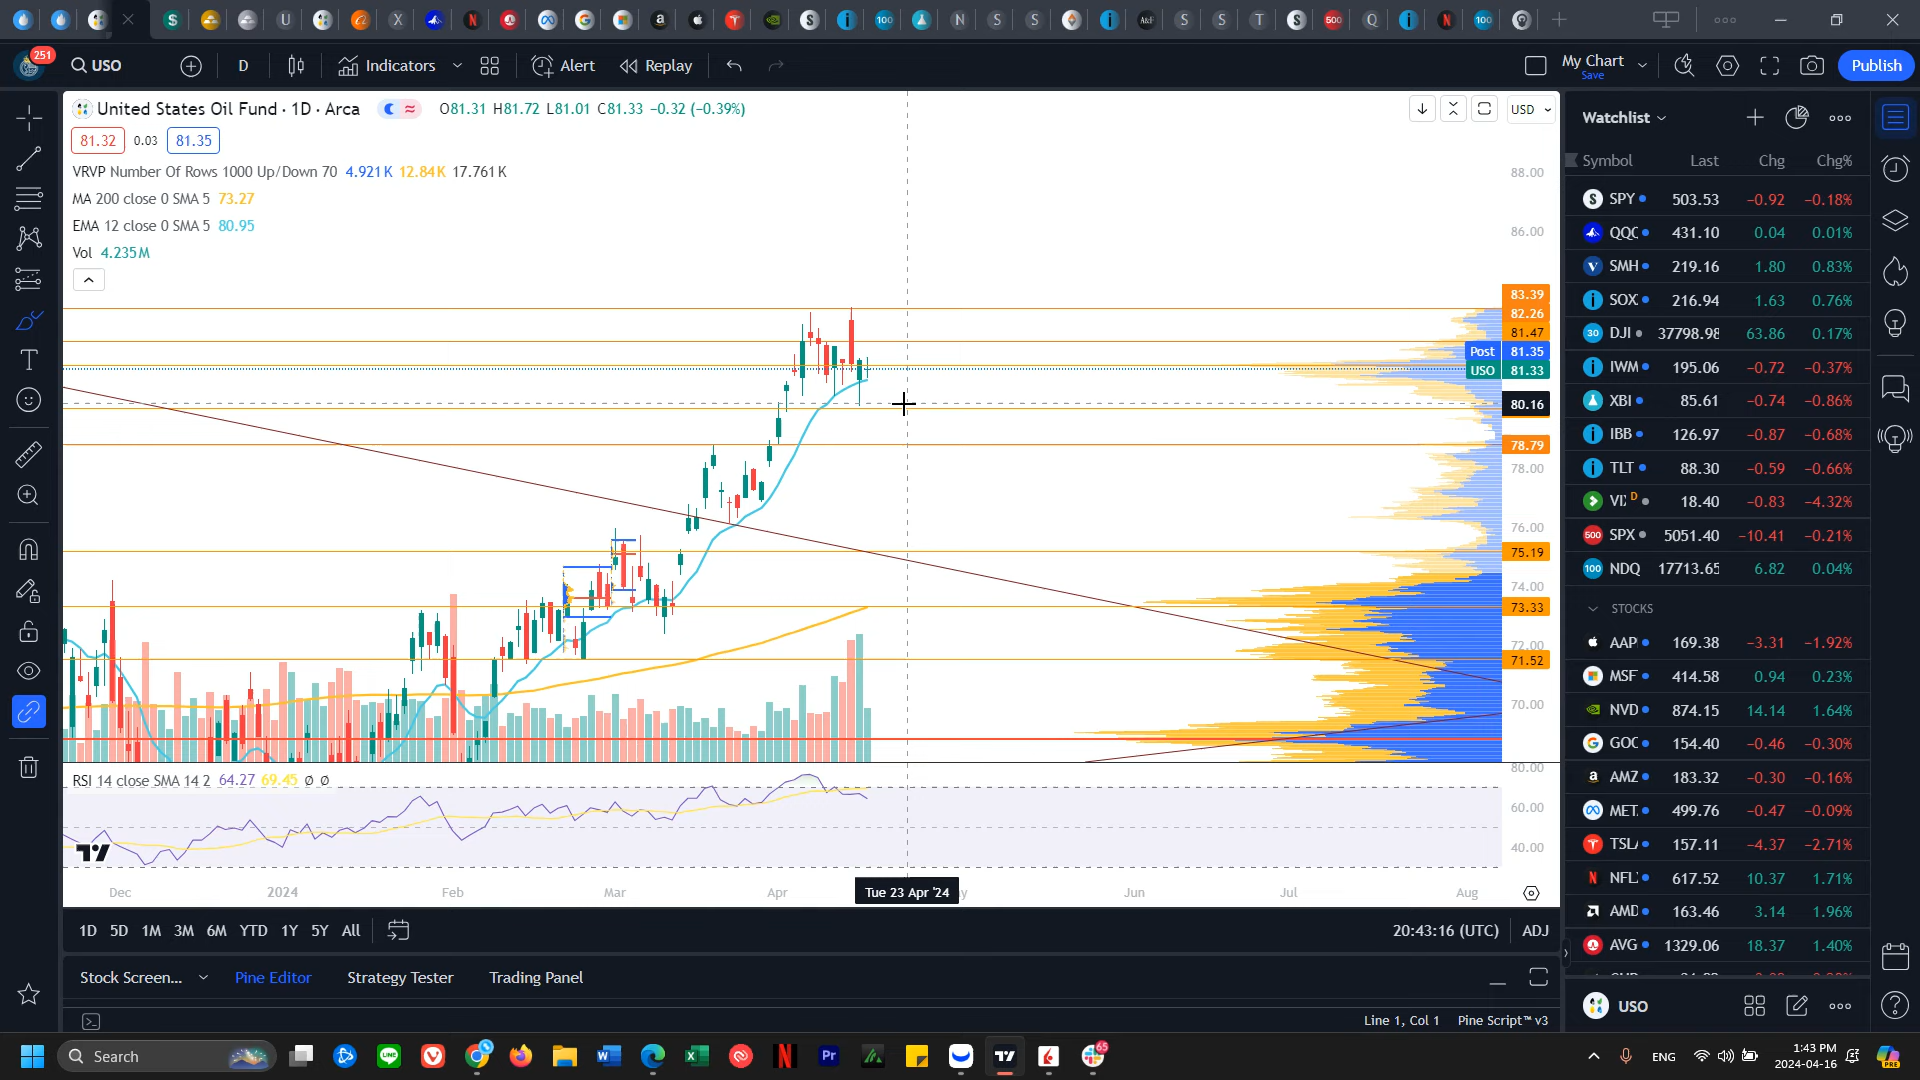 251
USO
D
Indicators
Alert
Replay
My Chart
Save
Publish
United States Oil Fund · 1D · Arca
O81.31 H81.72 L81.01 C81.33 −0.32 (−0.39%)
USD
81.32
0.03
81.35
VRVP Number Of Rows 1000 Up/Down 70 4.921K 12.84K 17.761K
MA 200 close 0 SMA 5 73.27
EMA 12 close 0 SMA 5 80.95
Vol 4.235M
88.00
86.00
83.39
82.26
81.47
Post 81.35
USO 81.33
80.16
78.79
78.00
76.00
75.19
74.00
73.33
72.00
71.52
70.00
RSI 14 close SMA 14 2 64.27 69.45 Ø Ø
80.00
60.00
40.00
Dec
2024
Feb
Mar
Apr
Tue 23 Apr '24
Jun
Jul
Aug
1D 5D 1M 3M 6M YTD 1Y 5Y All
20:43:16 (UTC)
ADJ
Stock Screen...
Pine Editor
Strategy Tester
Trading Panel
Line 1, Col 1
Pine Script™ v3
Watchlist
Symbol Last Chg Chg%
SPY 503.53 −0.92 −0.18%
QQC 431.10 0.04 0.01%
SMH 219.16 1.80 0.83%
SOX 216.94 1.63 0.76%
30 DJI 37798.98 63.86 0.17%
IWM 195.06 −0.72 −0.37%
XBI 85.61 −0.74 −0.86%
IBB 126.97 −0.87 −0.68%
TLT 88.30 −0.59 −0.66%
VI D 18.40 −0.83 −4.32%
500 SPX 5051.40 −10.41 −0.21%
100 NDQ 17713.65 6.82 0.04%
STOCKS
AAP 169.38 −3.31 −1.92%
MSF 414.58 0.94 0.23%
NVD 874.15 14.14 1.64%
GOC 154.40 −0.46 −0.30%
AMZ 183.32 −0.30 −0.16%
MET 499.76 −0.47 −0.09%
TSL 157.11 −4.37 −2.71%
NFL 617.52 10.37 1.71%
AMD 163.46 3.14 1.96%
AVG 1329.06 18.37 1.40%
USO
Search
ENG
1:43 PM
2024-04-16